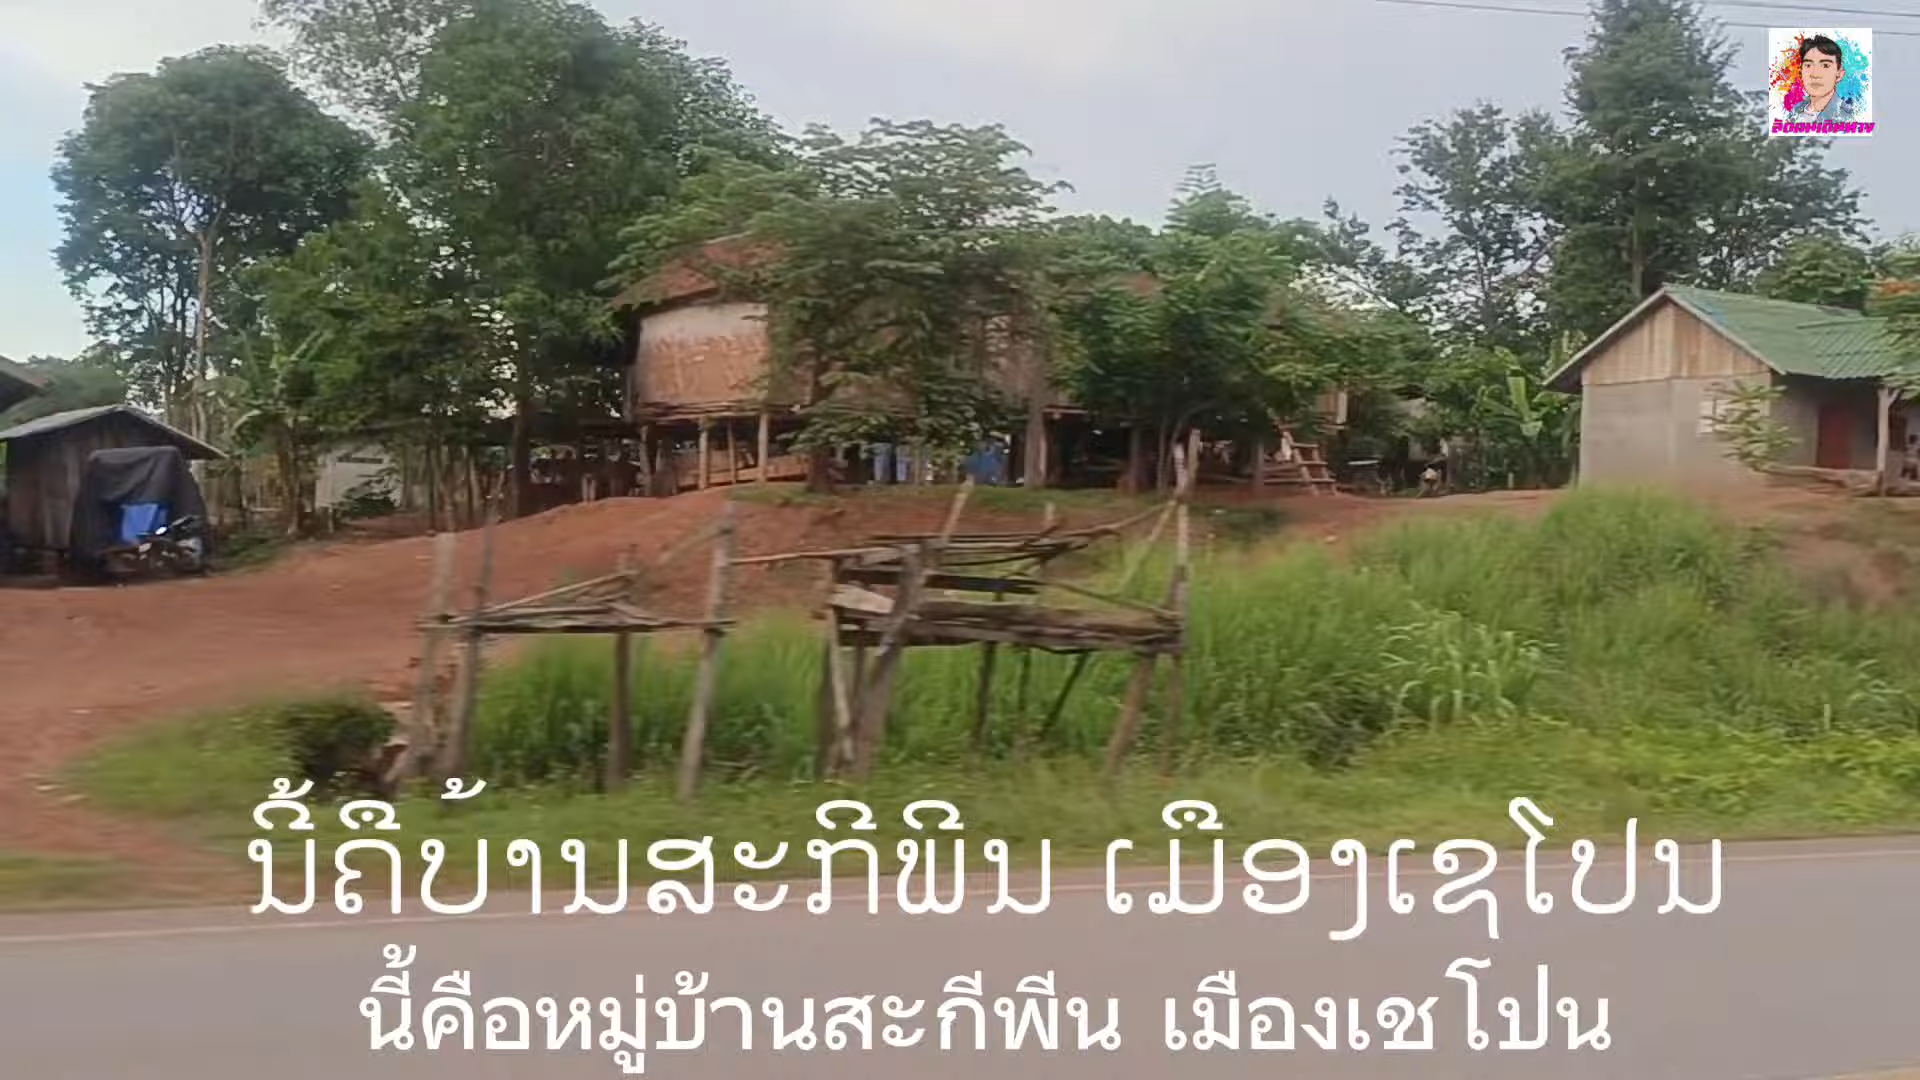 ນີ້ຄືບ້ານສະກີພີນ ເມືອງເຊໂປນ
นี้คือหมู่บ้านสะกีพีน เมืองเชโปน